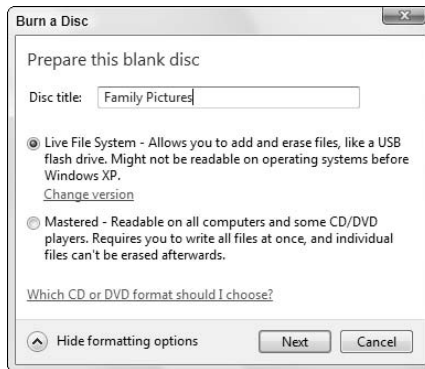 Burn a Disc
Prepare this blank disc
Disc title: Family Pictures
Live File System - Allows you to add and erase files, like a USB
flash drive. Might not be readable on operating systems before
Windows XP.
Change version
Mastered - Readable on all computers and some CD/DVD
players. Requires you to write all files at once, and individual
files can't be erased afterwards.
Which CD or DVD format should I choose?
Hide formatting options Next Cancel